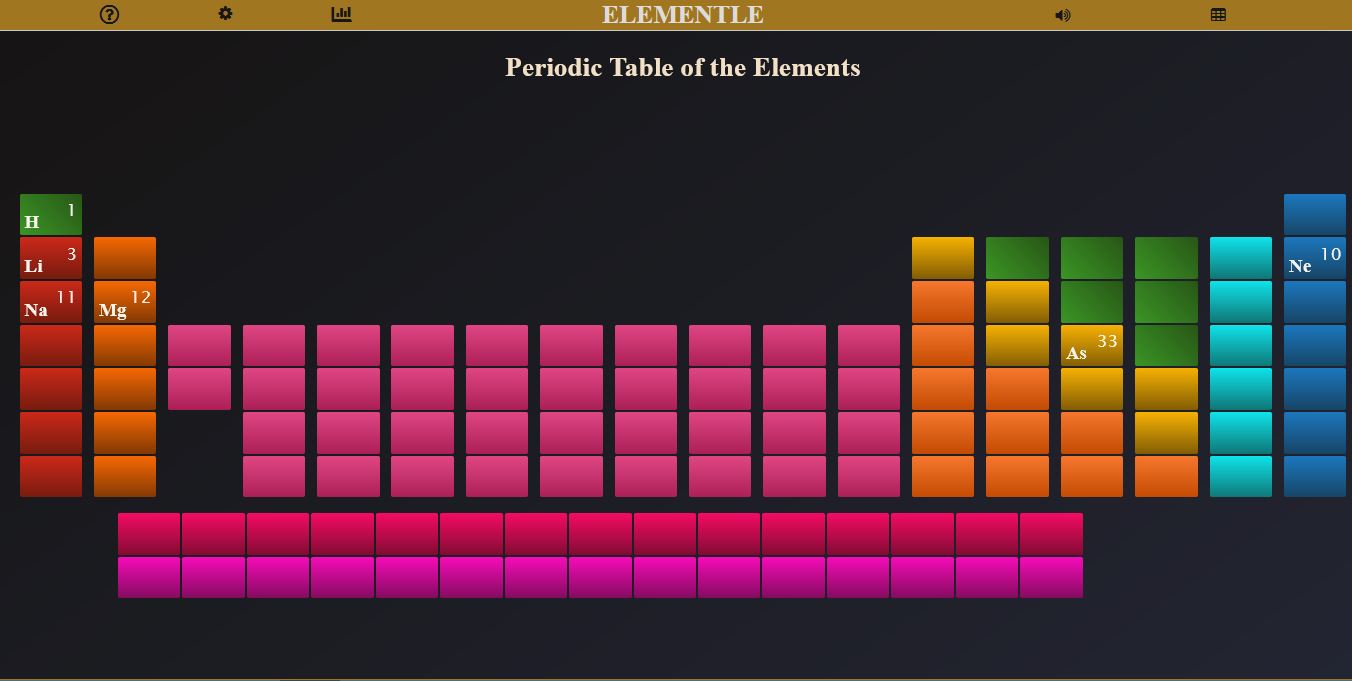 ELEMENTLE
Periodic Table of the Elements
H 1
Li 3
Ne 10
Na 11
Mg 12
As 33